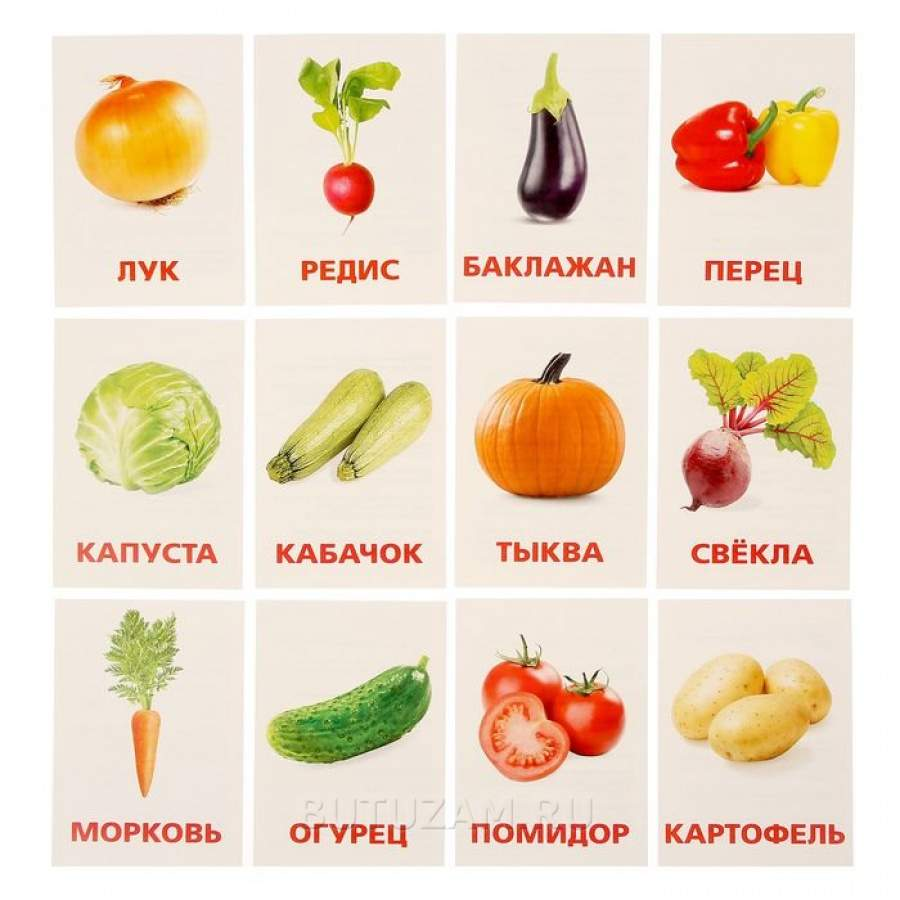 ЛУК
РЕДИС
БАКЛАЖАН
ПЕРЕЦ
КАПУСТА
КАБАЧОК
ТЫКВА
СВЁКЛА
МОРКОВЬ
ОГУРЕЦ
ПОМИДОР
КАРТОФЕЛЬ
BUTUZAM.RU